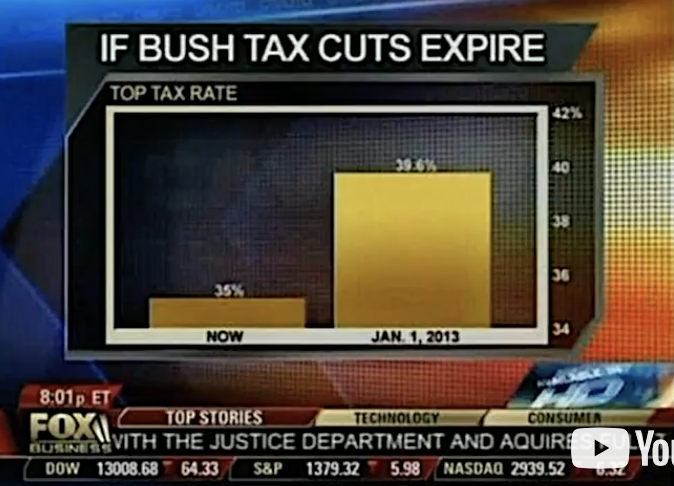 IF BUSH TAX CUTS EXPIRE
TOP TAX RATE
42%
40
38
36
34
35%
39.6%
NOW
JAN. 1, 2013
8:01p ET
HD
TOP STORIES
TECHNOLOGY
CONSUMER
FOX
BUSINESS
WITH THE JUSTICE DEPARTMENT AND AQUIRES
DOW 13008.68 64.33 S&P 1379.32 5.98 NASDAQ 2939.52
You